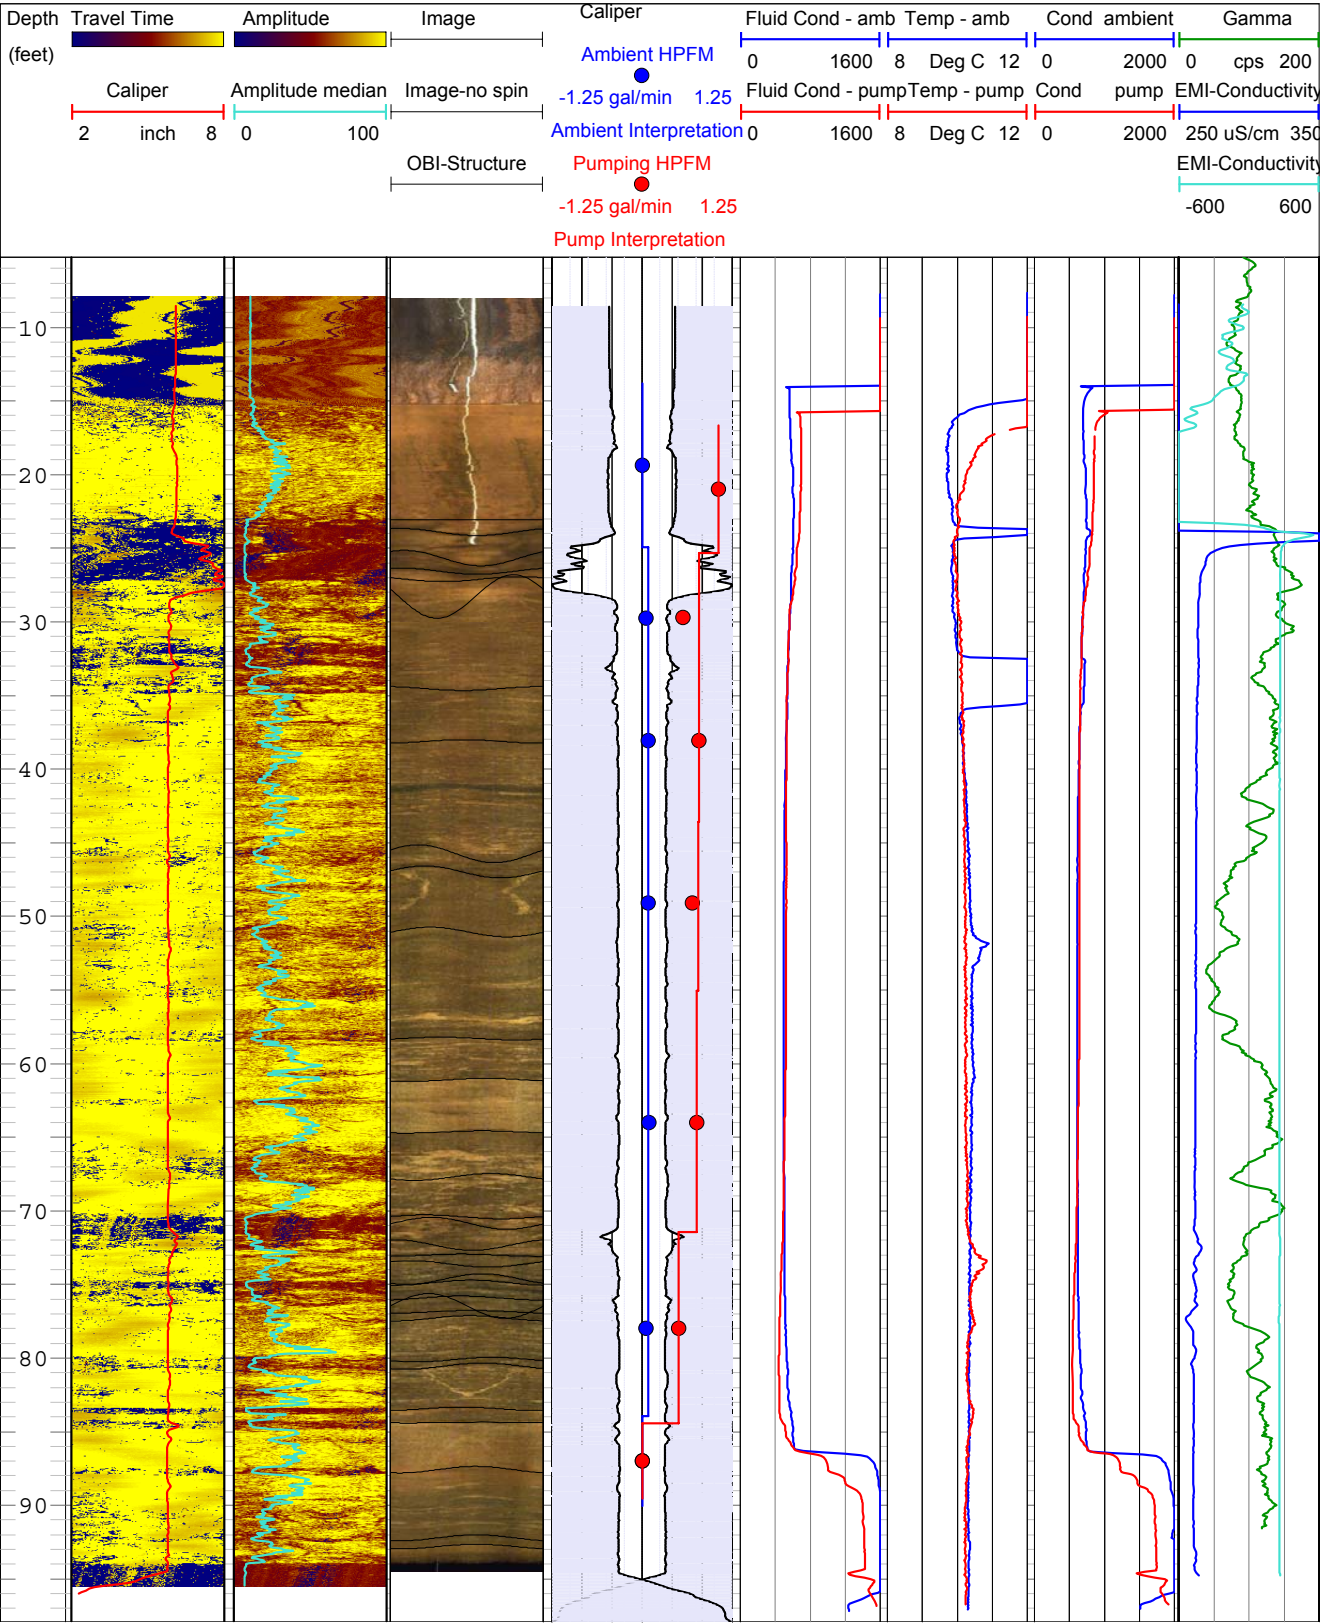 Depth Travel Time Amplitude Image Caliper Fluid Cond - amb Temp - amb Cond ambient Gamma
(feet) Ambient HPFM 0 1600 8 Deg C 12 0 2000 0 cps 200
Caliper Amplitude median Image-no spin -1.25 gal/min 1.25 Fluid Cond - pump Temp - pump Cond pump EMI-Conductivity
2 inch 8 0 100 Ambient Interpretation 0 1600 8 Deg C 12 0 2000 250 uS/cm 350
OBI-Structure Pumping HPFM EMI-Conductivity
-1.25 gal/min 1.25 -600 600
Pump Interpretation
10
20
30
40
50
60
70
80
90